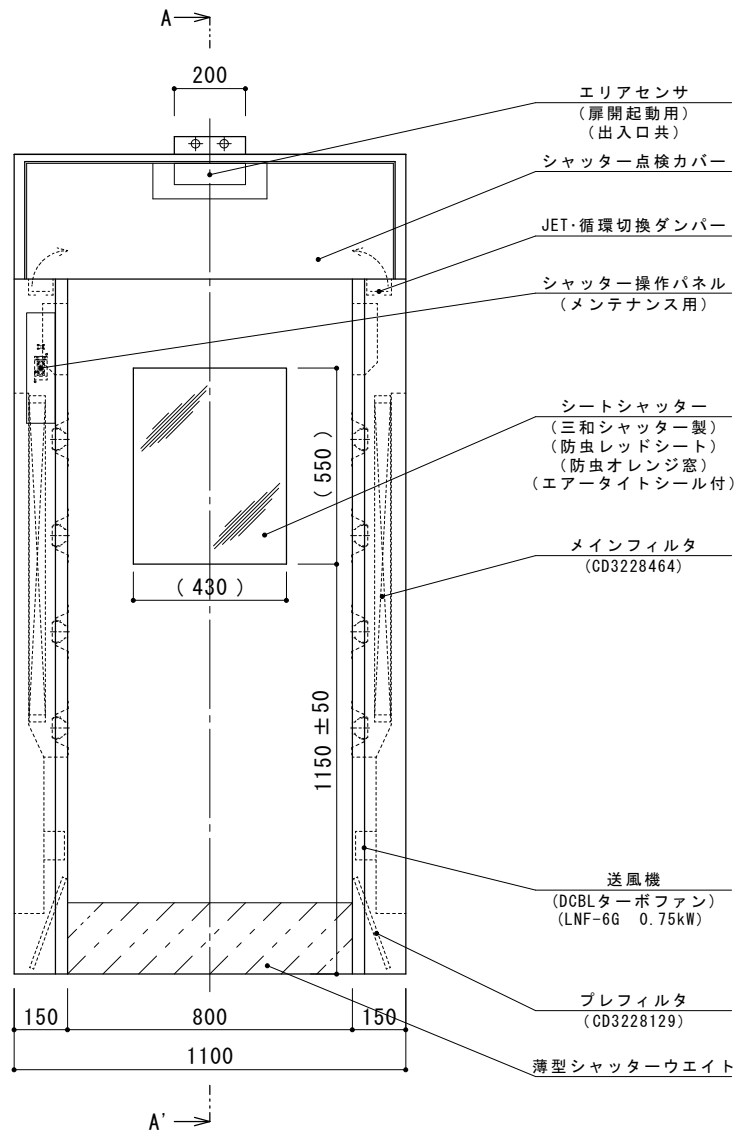 A
200
エリアセンサ
(扉開起動用)
(出入口共)
シャッター点検カバー
JET・循環切換ダンパー
シャッター操作パネル
(メンテナンス用)
シートシャッター
(三和シャッター製)
(防虫レッドシート)
(防虫オレンジ窓)
(エアータイトシール付)
(550)
(430)
メインフィルタ
(CD3228464)
1150±50
送風機
(DCBLターボファン)
(LNF-6G 0.75kW)
プレフィルタ
(CD3228129)
150
800
150
1100
薄型シャッターウエイト
A'